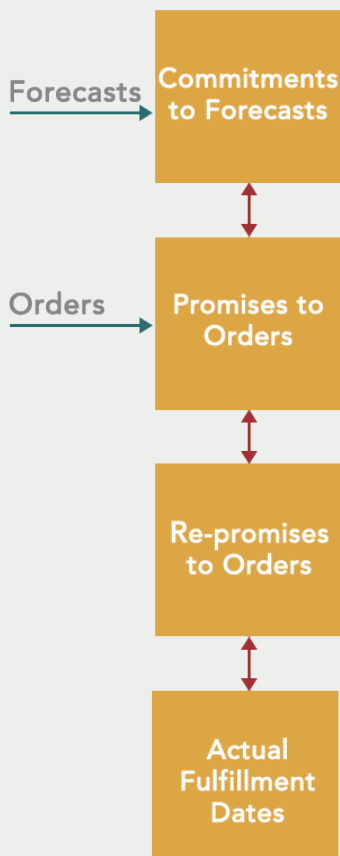 Forecasts
Commitments
to Forecasts
Orders
Promises to
Orders
Re-promises
to Orders
Actual
Fulfillment
Dates